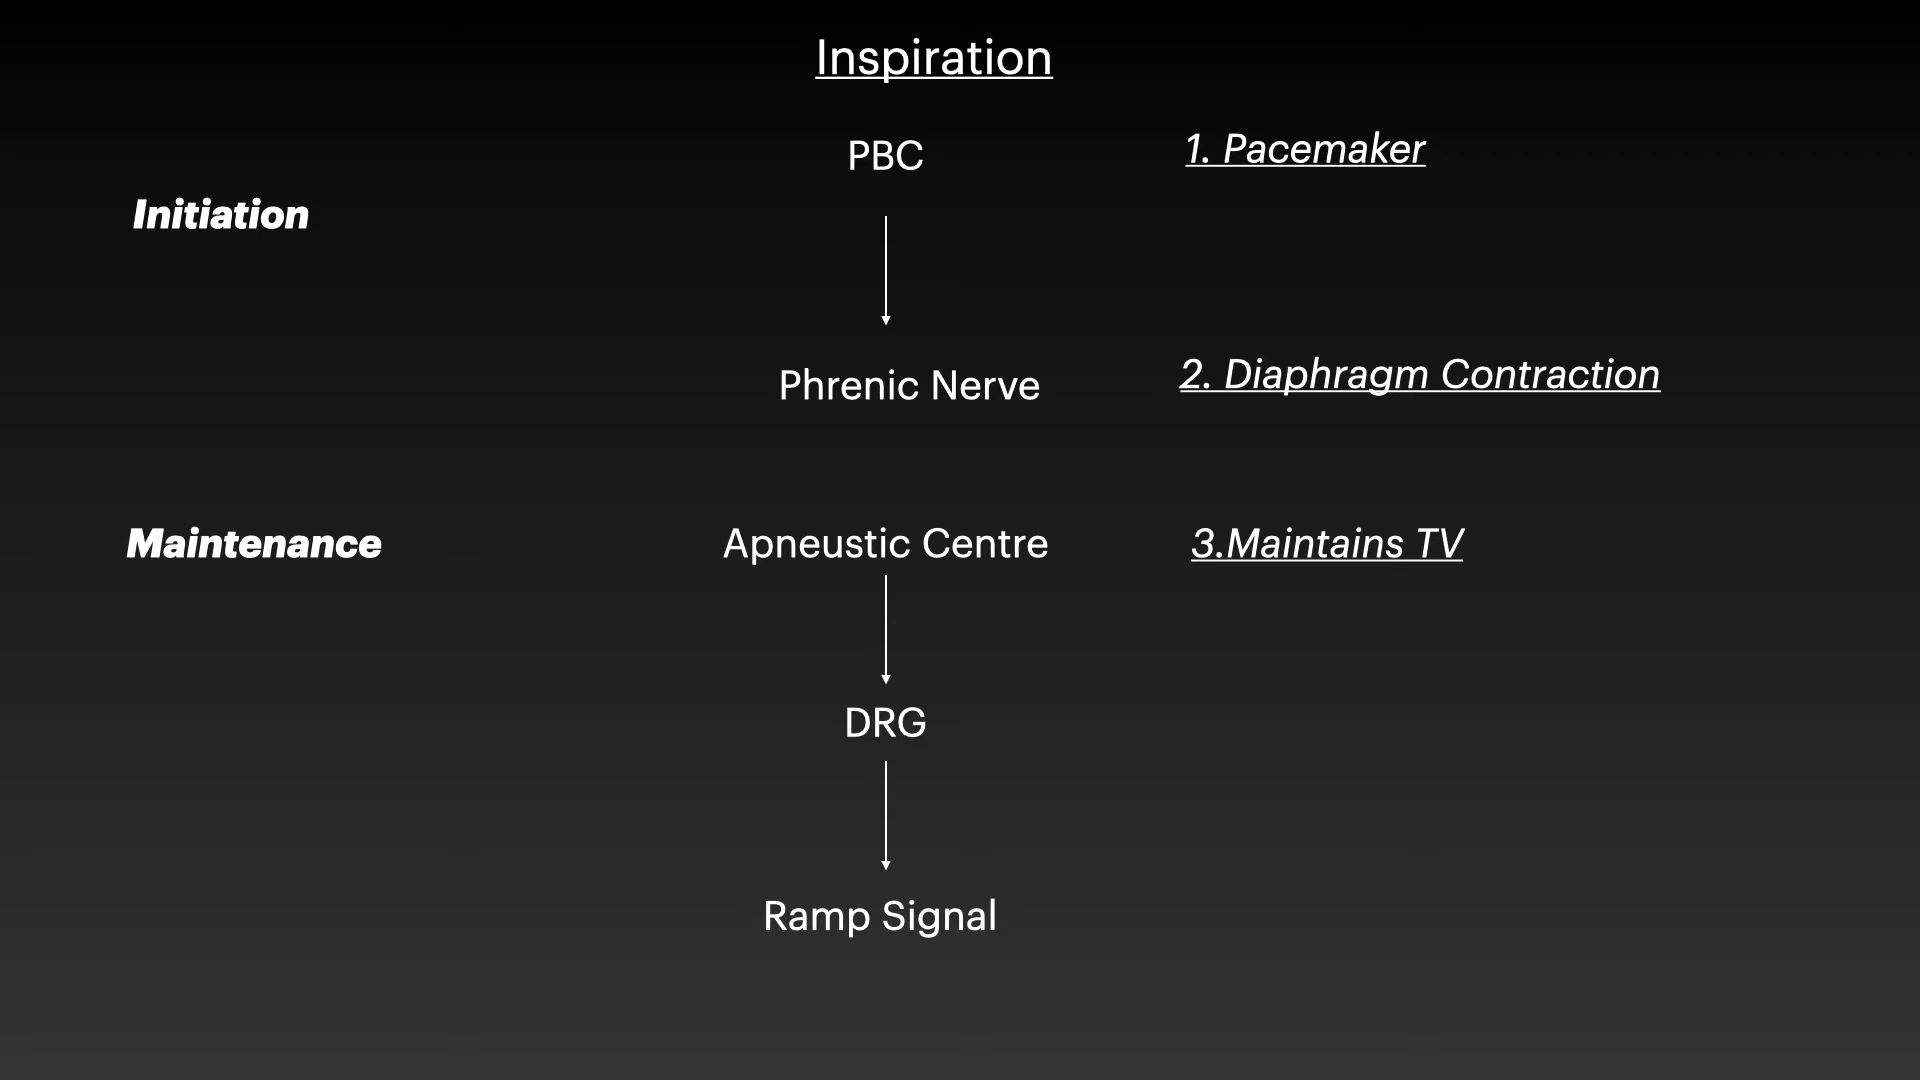 Inspiration
PBC
1. Pacemaker
Initiation
Phrenic Nerve
2. Diaphragm Contraction
Maintenance
Apneustic Centre
3.Maintains TV
DRG
Ramp Signal